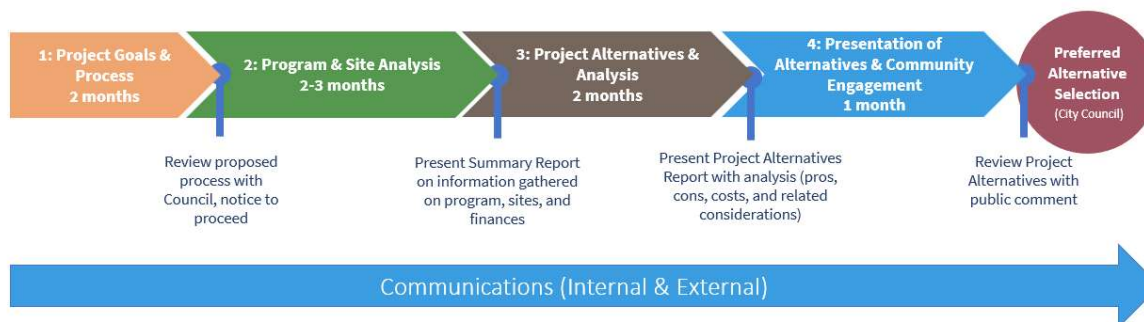 1: Project Goals &
Process
2 months
2: Program & Site Analysis
2-3 months
3: Project Alternatives &
Analysis
2 months
4: Presentation of
Alternatives & Community
Engagement
1 month
Preferred
Alternative
Selection
(City Council)
Review proposed
process with
Council, notice to
proceed
Present Summary Report
on information gathered
on program, sites, and
finances
Present Project Alternatives
Report with analysis (pros,
cons, costs, and related
considerations)
Review Project
Alternatives with
public comment
Communications (Internal & External)